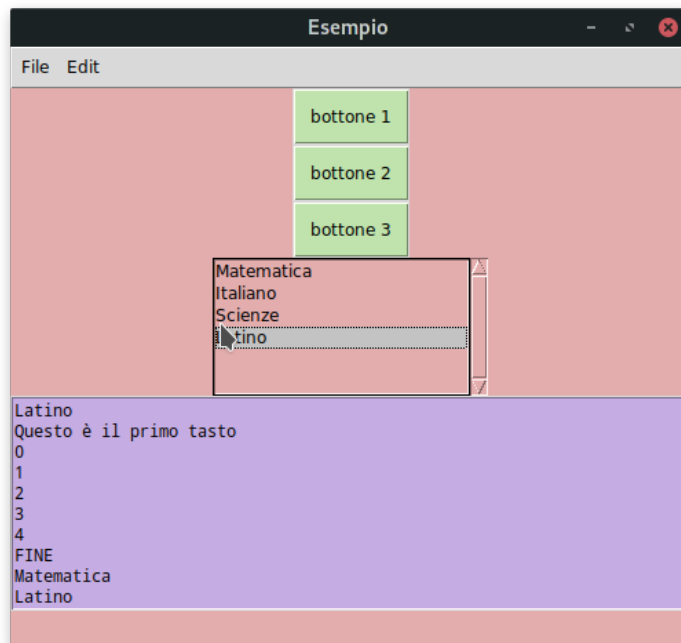 Esempio
File Edit
bottone 1
bottone 2
bottone 3
Matematica
Italiano
Scienze
Latino
Latino
Questo è il primo tasto
0
1
2
3
4
FINE
Matematica
Latino